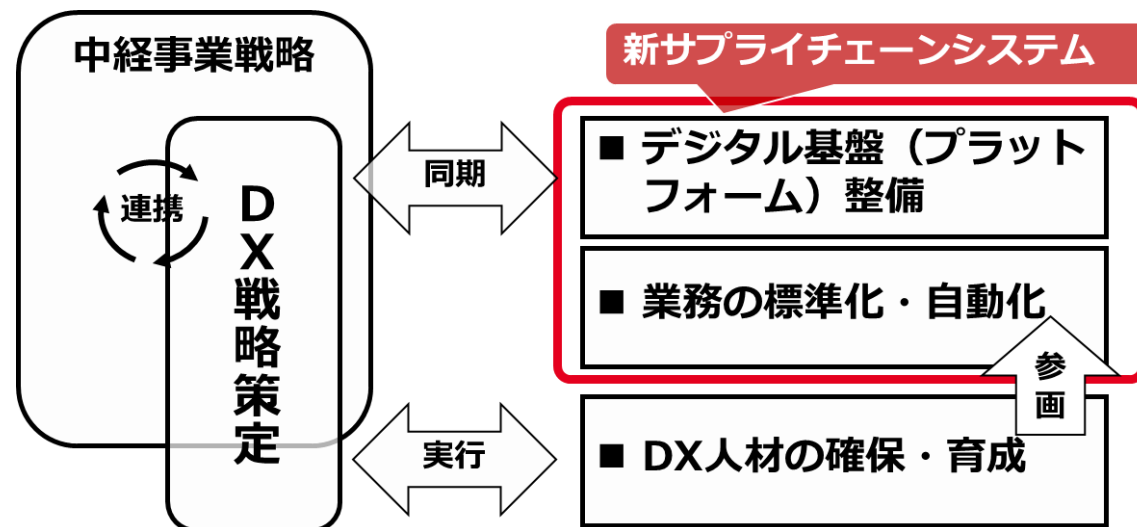 中経事業戦略
連携
DX戦略策定
同期
実行
新サプライチェーンシステム
■ デジタル基盤（プラット
フォーム）整備
■ 業務の標準化・自動化
参画
■ DX人材の確保・育成